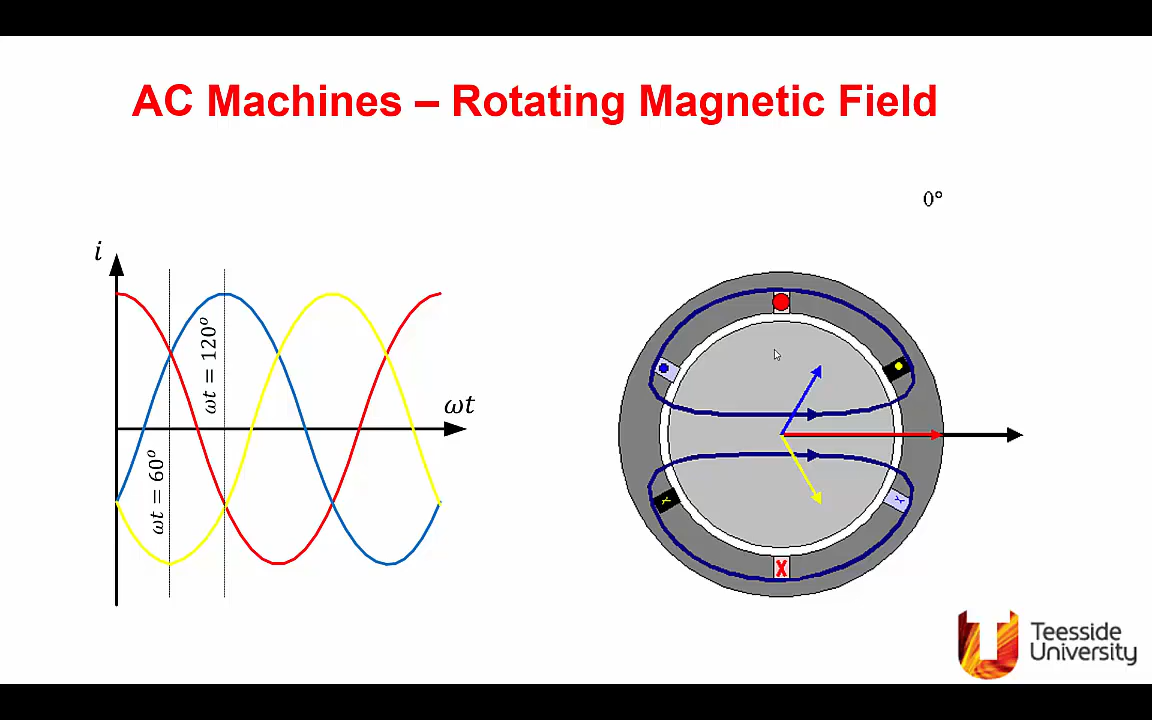 AC Machines – Rotating Magnetic Field
0°
i
ωt = 120º
ωt
ωt = 60º
X
X
X
Teesside
University